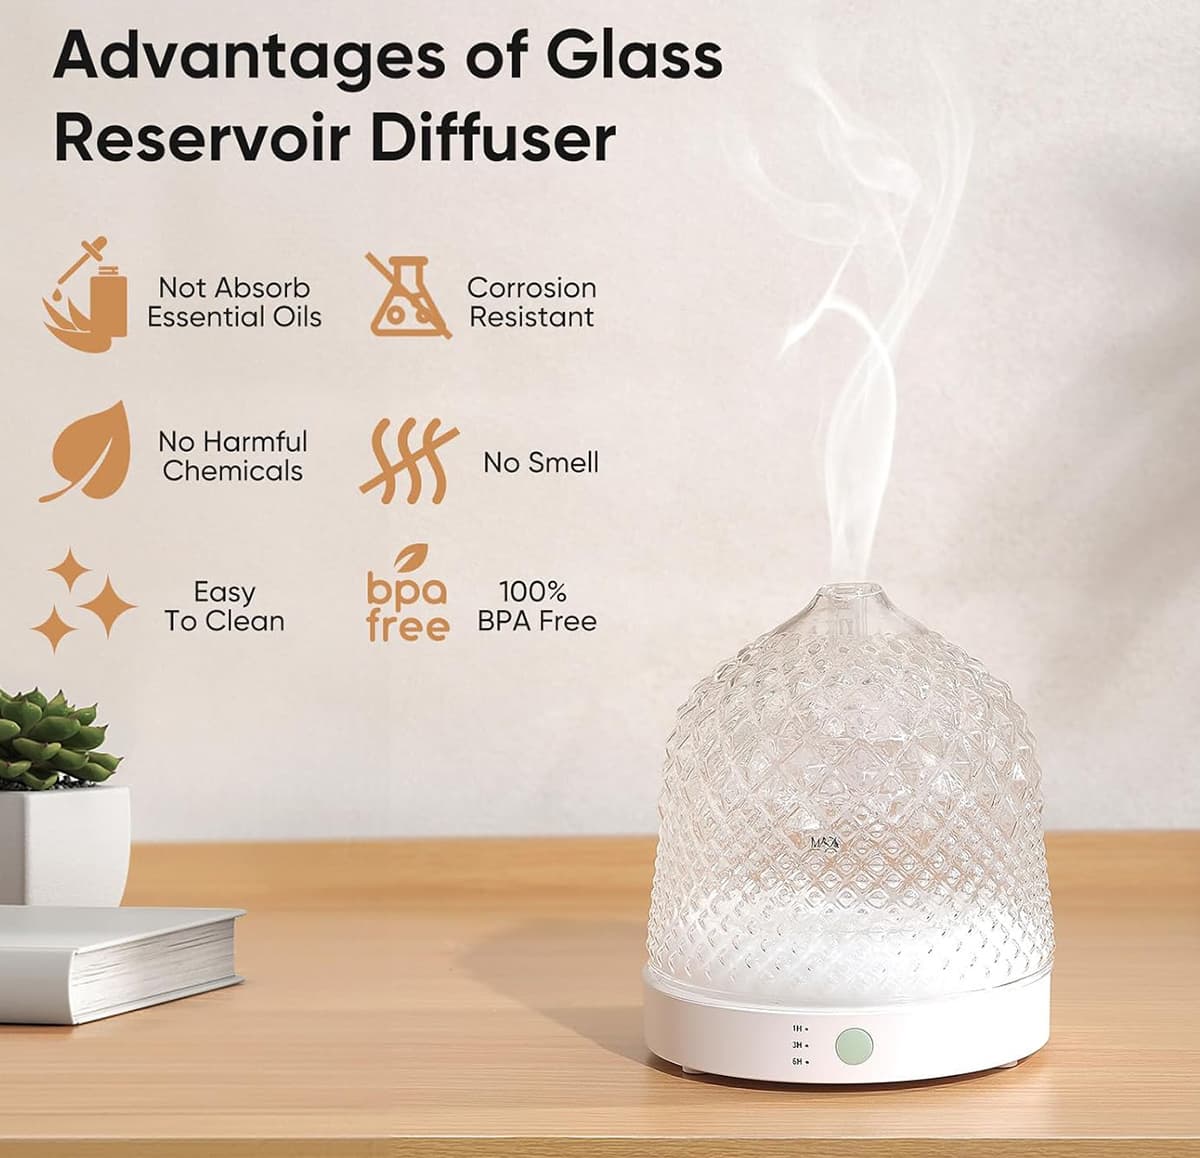 Advantages of Glass
Reservoir Diffuser
Not Absorb
Essential Oils
Corrosion
Resistant
No Harmful
Chemicals
No Smell
Easy
To Clean
bpa
free
100%
BPA Free
1H
3H
6H